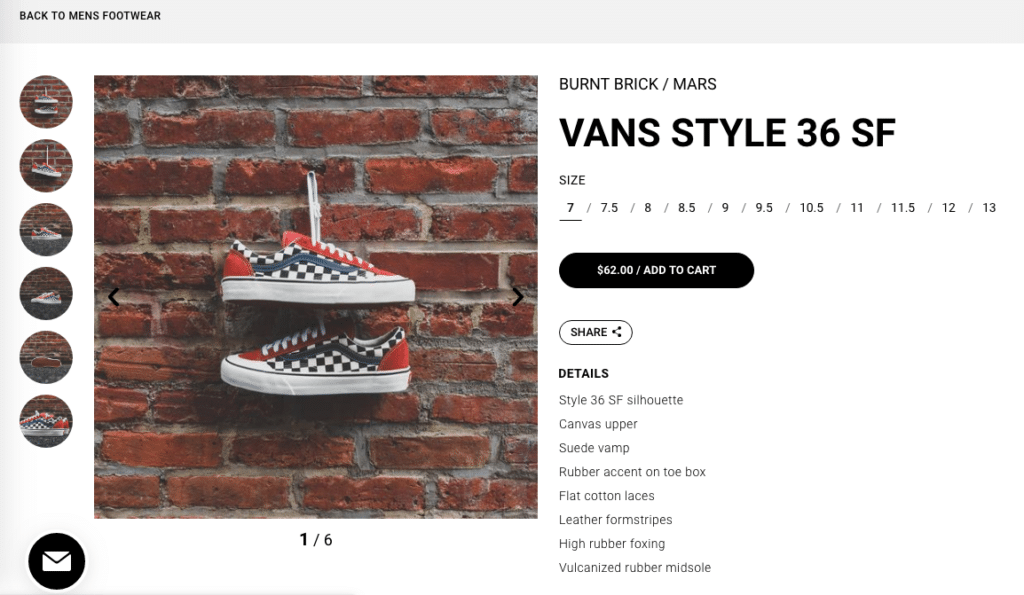 BACK TO MENS FOOTWEAR
BURNT BRICK / MARS
VANS STYLE 36 SF
SIZE
7 / 7.5 / 8 / 8.5 / 9 / 9.5 / 10.5 / 11 / 11.5 / 12 / 13
$62.00 / ADD TO CART
SHARE
DETAILS
Style 36 SF silhouette
Canvas upper
Suede vamp
Rubber accent on toe box
Flat cotton laces
Leather formstripes
High rubber foxing
Vulcanized rubber midsole
1 / 6